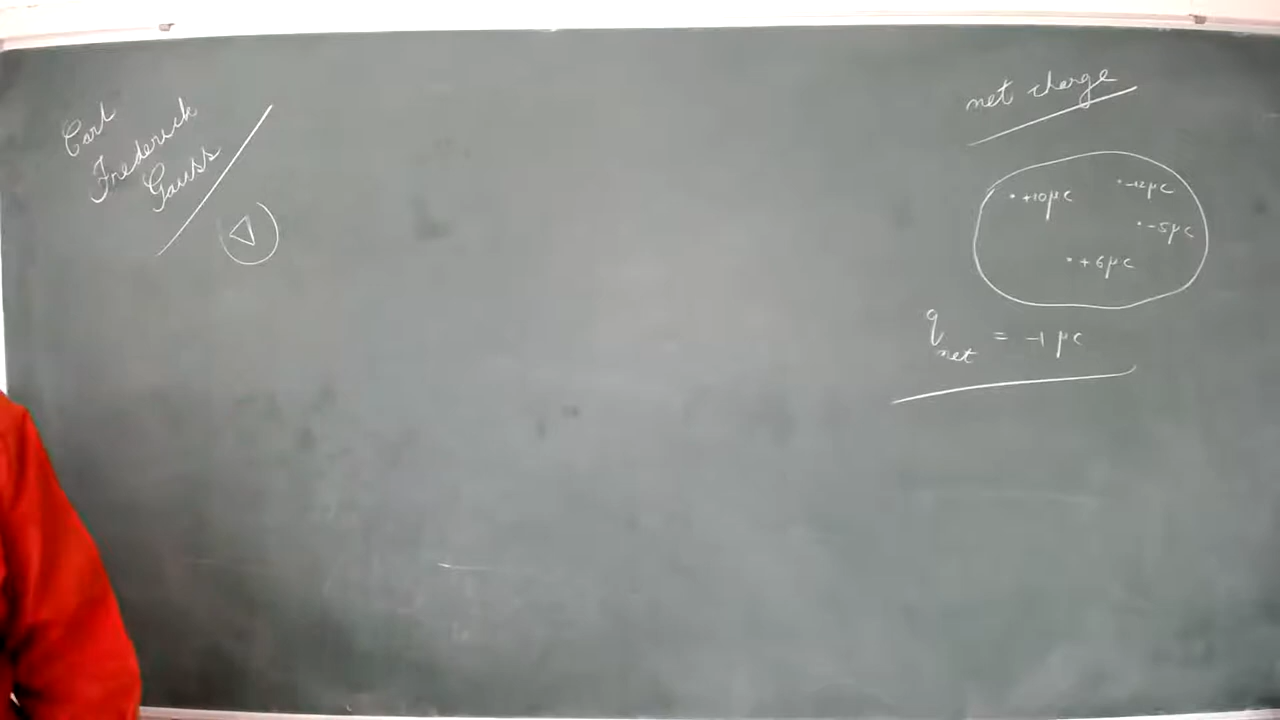 Carl
Frederick
Gauss
net charge
+10μc
-12μc
-5μc
+6μc
q net = -1 μc